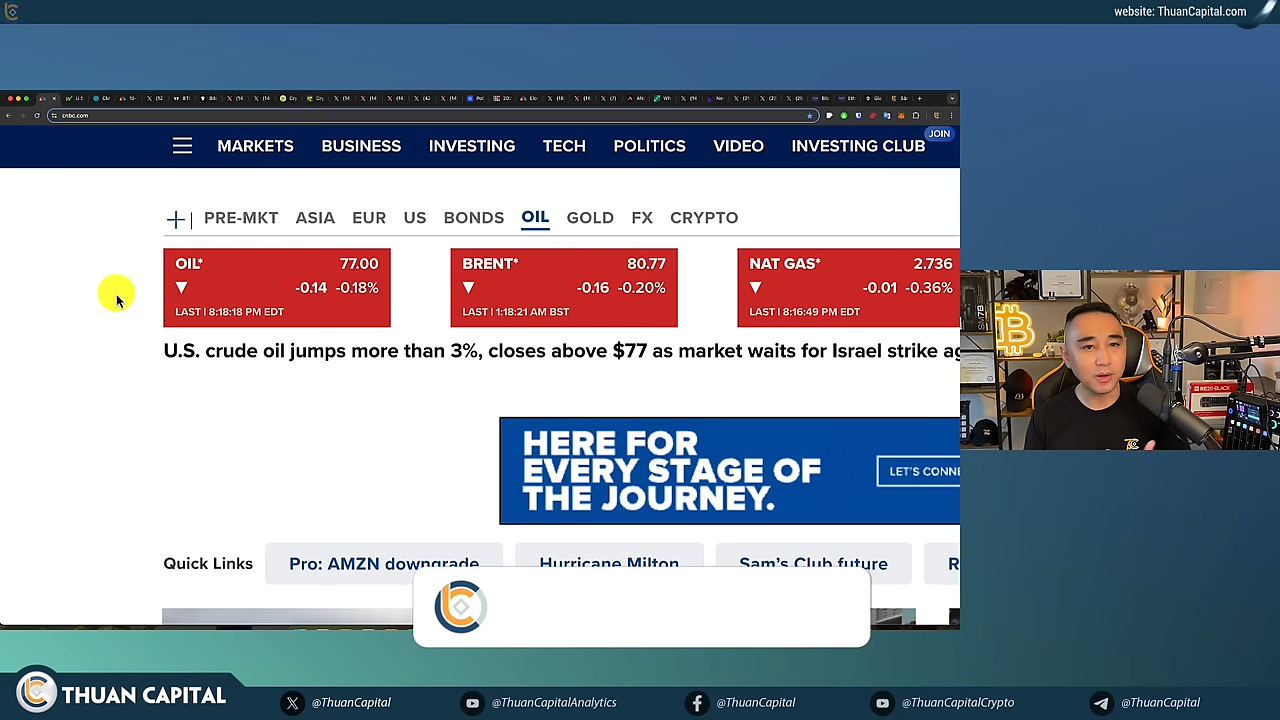 website: ThuanCapital.com
cnbc.com
MARKETS BUSINESS INVESTING TECH POLITICS VIDEO INVESTING CLUB JOIN
PRE-MKT ASIA EUR US BONDS OIL GOLD FX CRYPTO
OIL* 77.00
▼ -0.14 -0.18%
LAST | 8:18:18 PM EDT
BRENT* 80.77
▼ -0.16 -0.20%
LAST | 1:18:21 AM BST
NAT GAS* 2.736
▼ -0.01 -0.36%
LAST | 8:16:49 PM EDT
U.S. crude oil jumps more than 3%, closes above $77 as market waits for Israel strike ag
HERE FOR
EVERY STAGE OF
THE JOURNEY.
LET'S CONNE
Quick Links Pro: AMZN downgrade Hurricane Milton Sam's Club future R
RE20-BLACK
THUAN CAPITAL
@ThuanCapital @ThuanCapitalAnalytics @ThuanCapital @ThuanCapitalCrypto @ThuanCapital